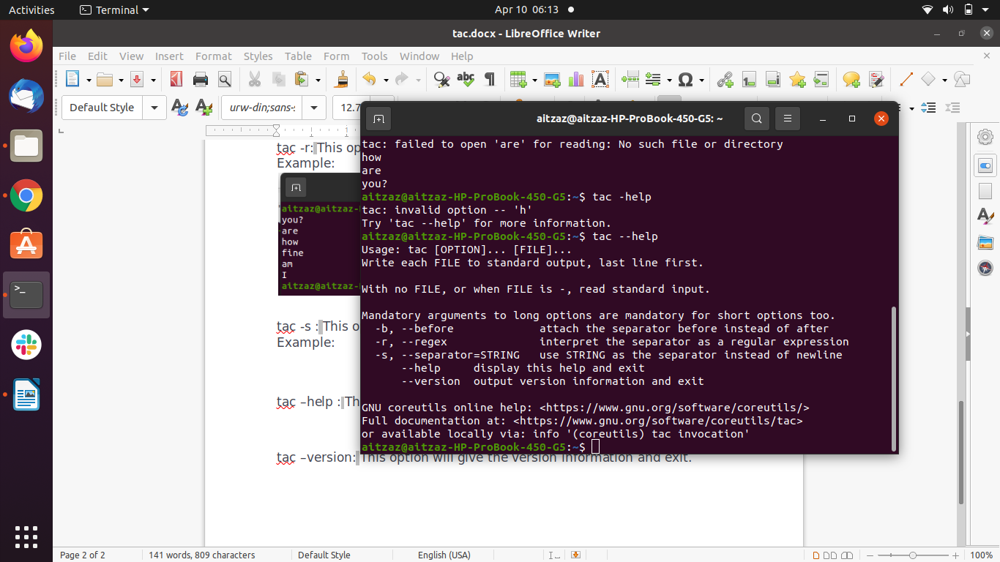 Activities
Terminal
Apr 10 06:13
tac.docx - LibreOffice Writer
File Edit View Insert Format Styles Table Form Tools Window Help
Default Style
urw-din;sans-s
12.7
aitzaz@aitzaz-HP-ProBook-450-G5: ~
tac: failed to open 'are' for reading: No such file or directory
how
are
you?
aitzaz@aitzaz-HP-ProBook-450-G5:~$ tac -help
tac: invalid option -- 'h'
Try 'tac --help' for more information.
aitzaz@aitzaz-HP-ProBook-450-G5:~$ tac --help
Usage: tac [OPTION]... [FILE]...
Write each FILE to standard output, last line first.
With no FILE, or when FILE is -, read standard input.
Mandatory arguments to long options are mandatory for short options too.
-b, --before attach the separator before instead of after
-r, --regex interpret the separator as a regular expression
-s, --separator=STRING use STRING as the separator instead of newline
--help display this help and exit
--version output version information and exit
GNU coreutils online help: <https://www.gnu.org/software/coreutils/>
Full documentation at: <https://www.gnu.org/software/coreutils/tac>
or available locally via: info '(coreutils) tac invocation'
aitzaz@aitzaz-HP-ProBook-450-G5:~$
tac -r: This op
Example:
aitzaz@aitzaz-
you?
are
how
fine
am
I
aitzaz@aitzaz-
tac -s : This o
Example:
tac –help : Th
tac –version: This option will give the version information and exit.
Page 2 of 2
141 words, 809 characters
Default Style
English (USA)
100%